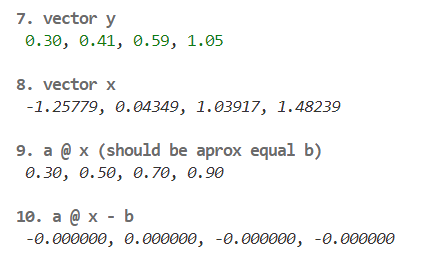 7. vector y
0.30, 0.41, 0.59, 1.05
8. vector x
-1.25779, 0.04349, 1.03917, 1.48239
9. a @ x (should be aprox equal b)
0.30, 0.50, 0.70, 0.90
10. a @ x - b
-0.000000, 0.000000, -0.000000, -0.000000